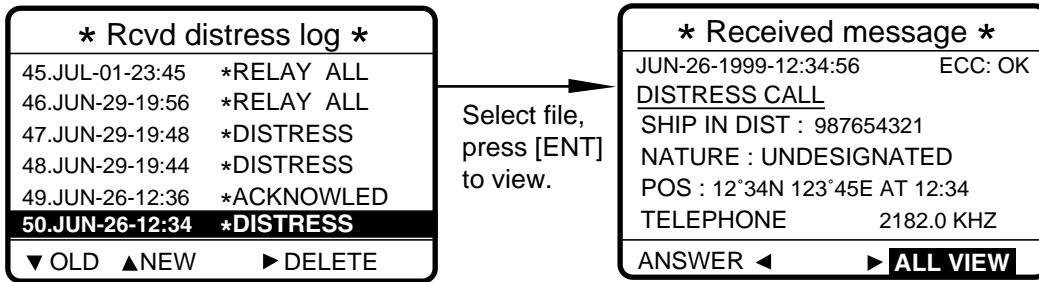 * Rcvd distress log *
45.JUL-01-23:45 *RELAY ALL
46.JUN-29-19:56 *RELAY ALL
47.JUN-29-19:48 *DISTRESS
48.JUN-29-19:44 *DISTRESS
49.JUN-26-12:36 *ACKNOWLED
50.JUN-26-12:34 *DISTRESS
▼ OLD ▲NEW ► DELETE
Select file,
press [ENT]
to view.
* Received message *
JUN-26-1999-12:34:56 ECC: OK
DISTRESS CALL
SHIP IN DIST : 987654321
NATURE : UNDESIGNATED
POS : 12˚34N 123˚45E AT 12:34
TELEPHONE 2182.0 KHZ
ANSWER ◄ ► ALL VIEW